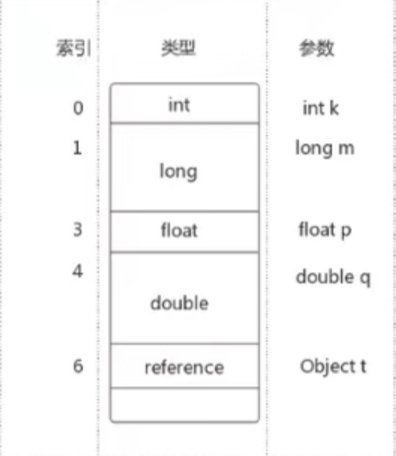 索引 类型 参数
0 int int k
1 long long m
3 float float p
4 double double q
6 reference Object t